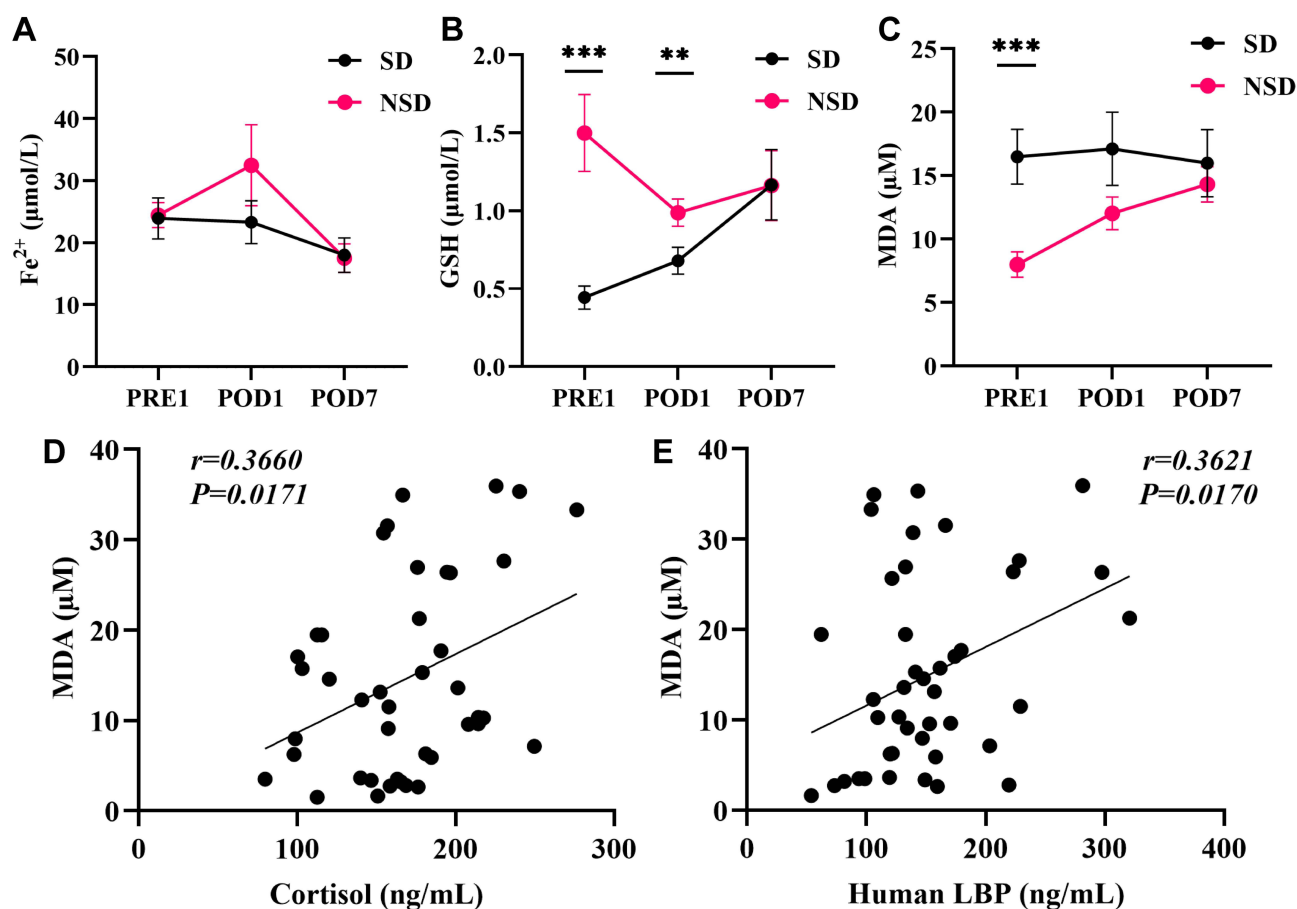 A
50
40
30
20
10
0
Fe²⁺ (μmol/L)
SD
NSD
PRE1 POD1 POD7
B
2.0
1.5
1.0
0.5
0.0
GSH (μmol/L)
*** **
SD
NSD
PRE1 POD1 POD7
C
25
20
15
10
5
0
MDA (μM)
***
SD
NSD
PRE1 POD1 POD7
D
40
30
20
10
0
MDA (μM)
r=0.3660
P=0.0171
0 100 200 300
Cortisol (ng/mL)
E
40
30
20
10
0
MDA (μM)
r=0.3621
P=0.0170
0 100 200 300 400
Human LBP (ng/mL)